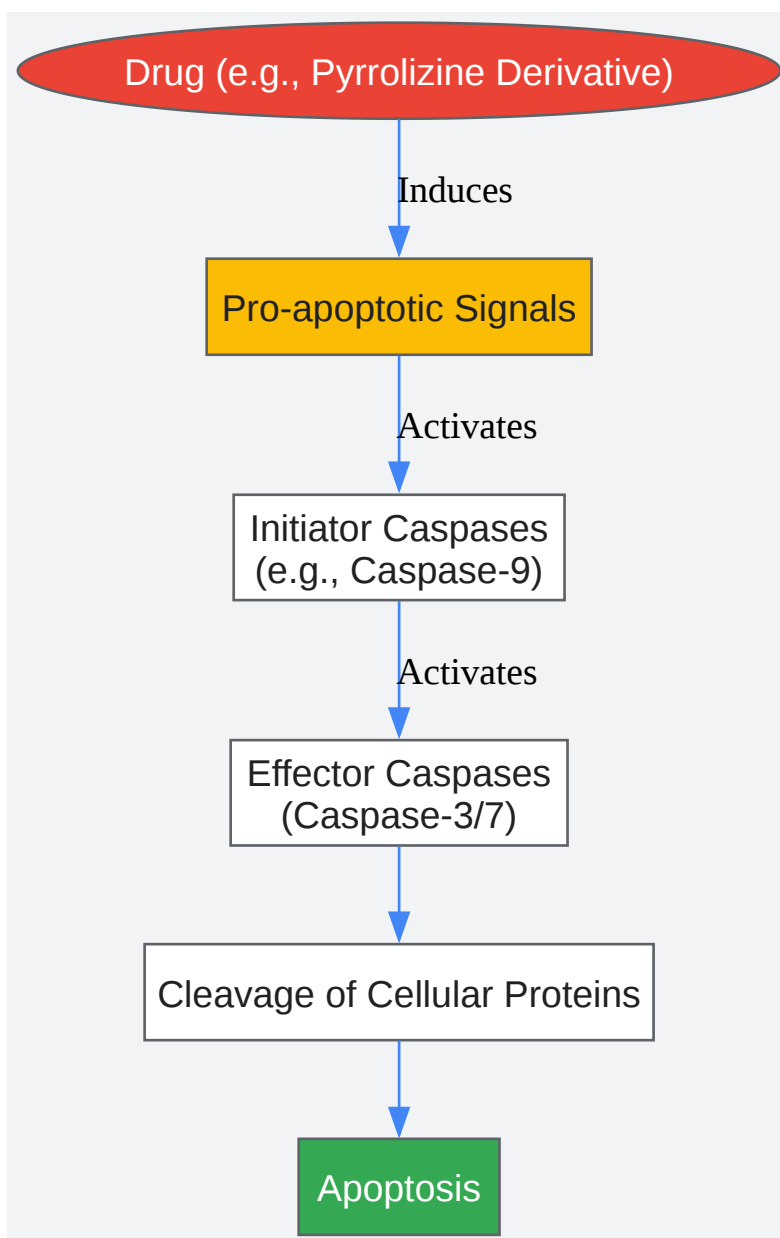 Drug (e.g., Pyrrolizine Derivative)
Induces
Pro-apoptotic Signals
Activates
Initiator Caspases
(e.g., Caspase-9)
Activates
Effector Caspases
(Caspase-3/7)
Cleavage of Cellular Proteins
Apoptosis